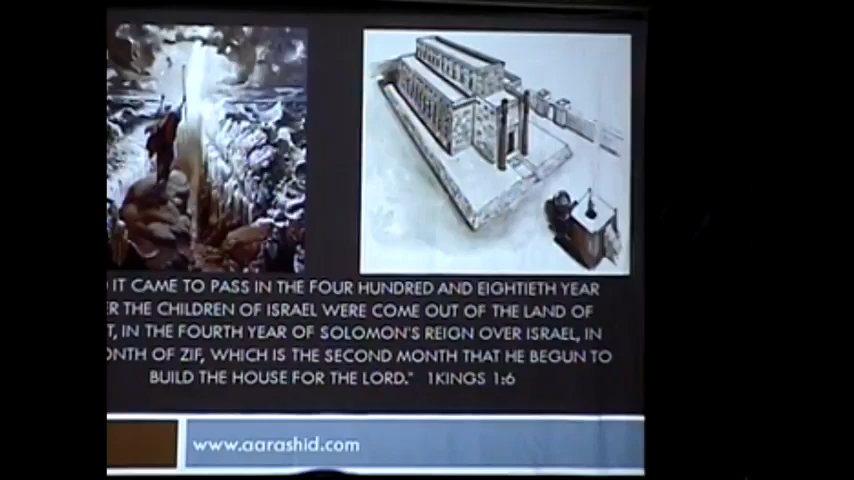 IT CAME TO PASS IN THE FOUR HUNDRED AND EIGHTIETH YEAR
THE CHILDREN OF ISRAEL WERE COME OUT OF THE LAND OF
IN THE FOURTH YEAR OF SOLOMON'S REIGN OVER ISRAEL, IN
OF ZIF, WHICH IS THE SECOND MONTH THAT HE BEGUN TO
BUILD THE HOUSE FOR THE LORD." 1KINGS 1:6
www.aarashid.com